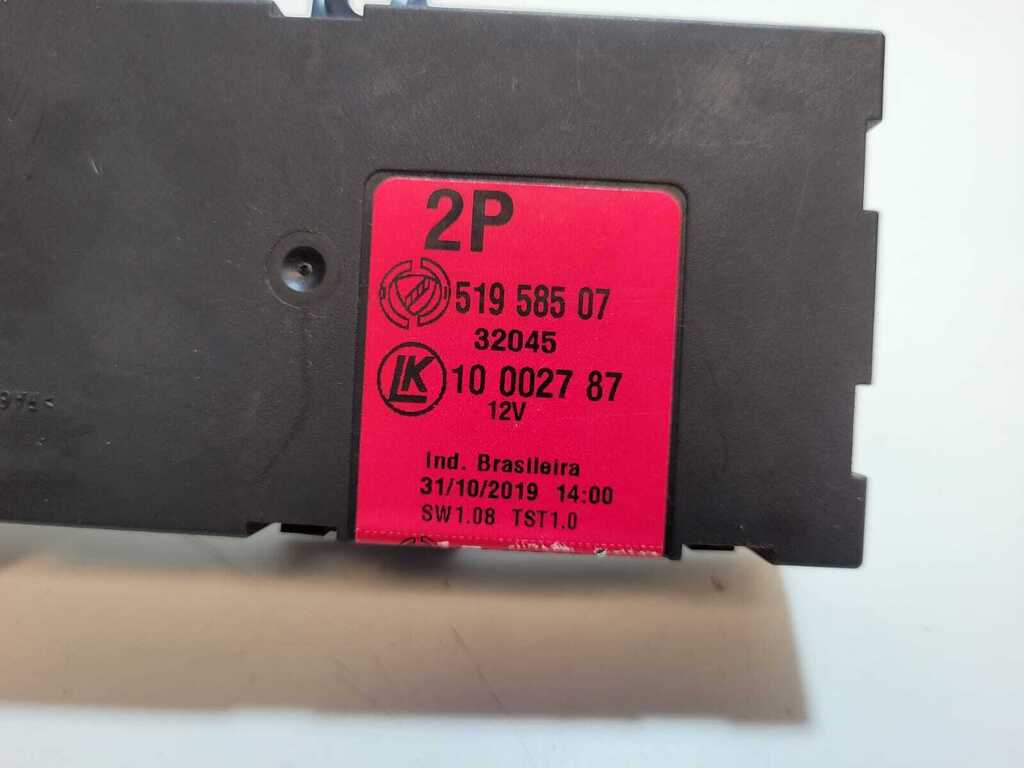 2P
519 585 07
32045
LK 10 0027 87
12V
Ind. Brasileira
31/10/2019 14:00
SW1.08 TST1.0